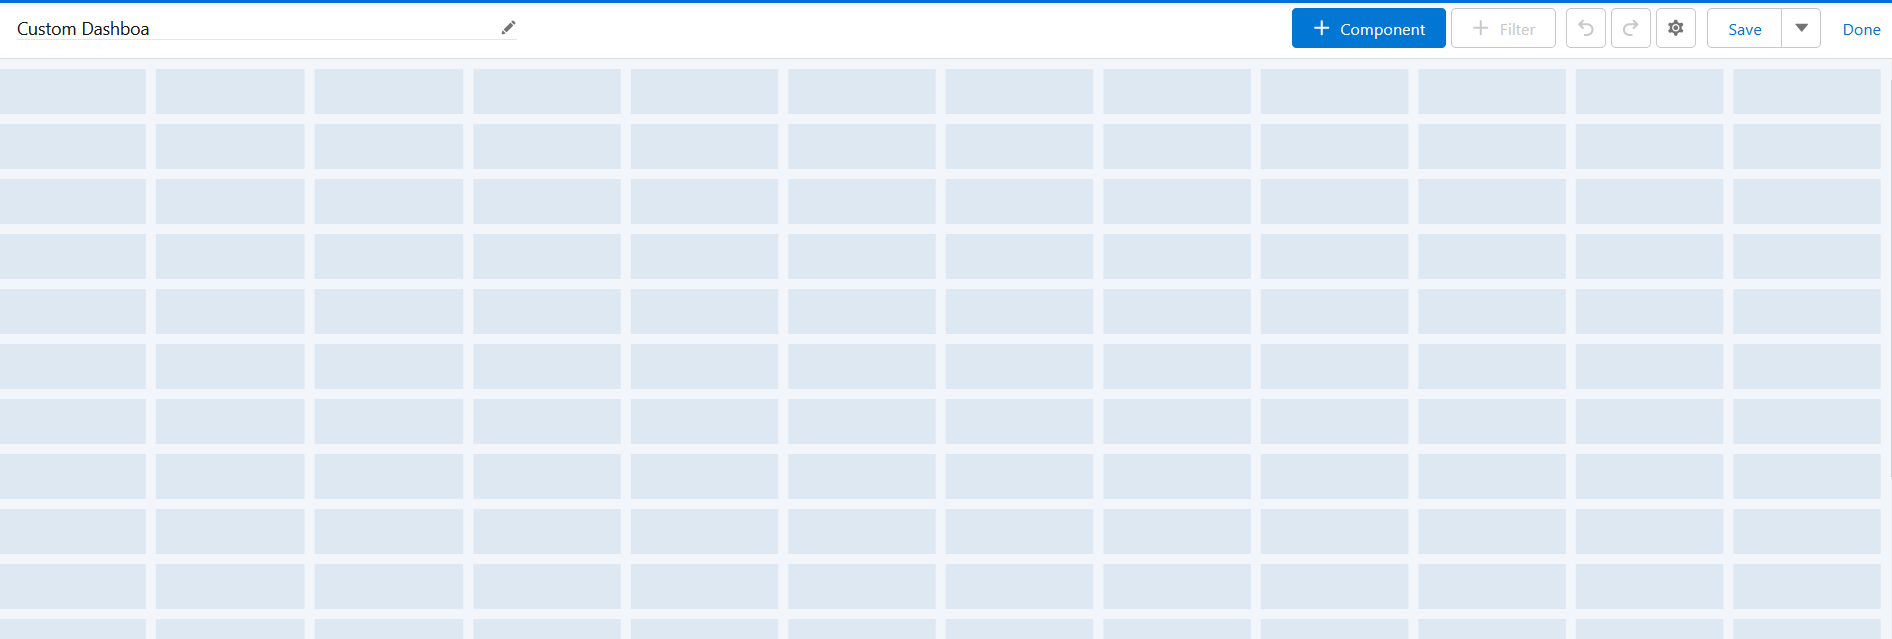 Custom Dashboa
Component
Filter
Save
Done